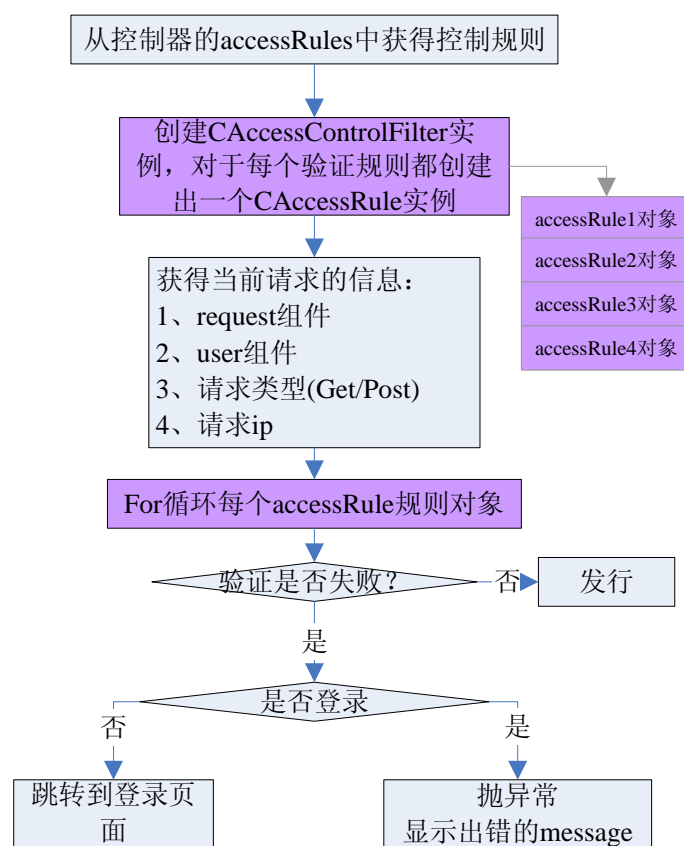 从控制器的accessRules中获得控制规则
创建CAccessControlFilter实
例，对于每个验证规则都创建
出一个CAccessRule实例
accessRule1对象
accessRule2对象
accessRule3对象
accessRule4对象
获得当前请求的信息：
1、request组件
2、user组件
3、请求类型(Get/Post)
4、请求ip
For循环每个accessRule规则对象
验证是否失败？
否
发行
是
是否登录
否
是
跳转到登录页
面
抛异常
显示出错的message